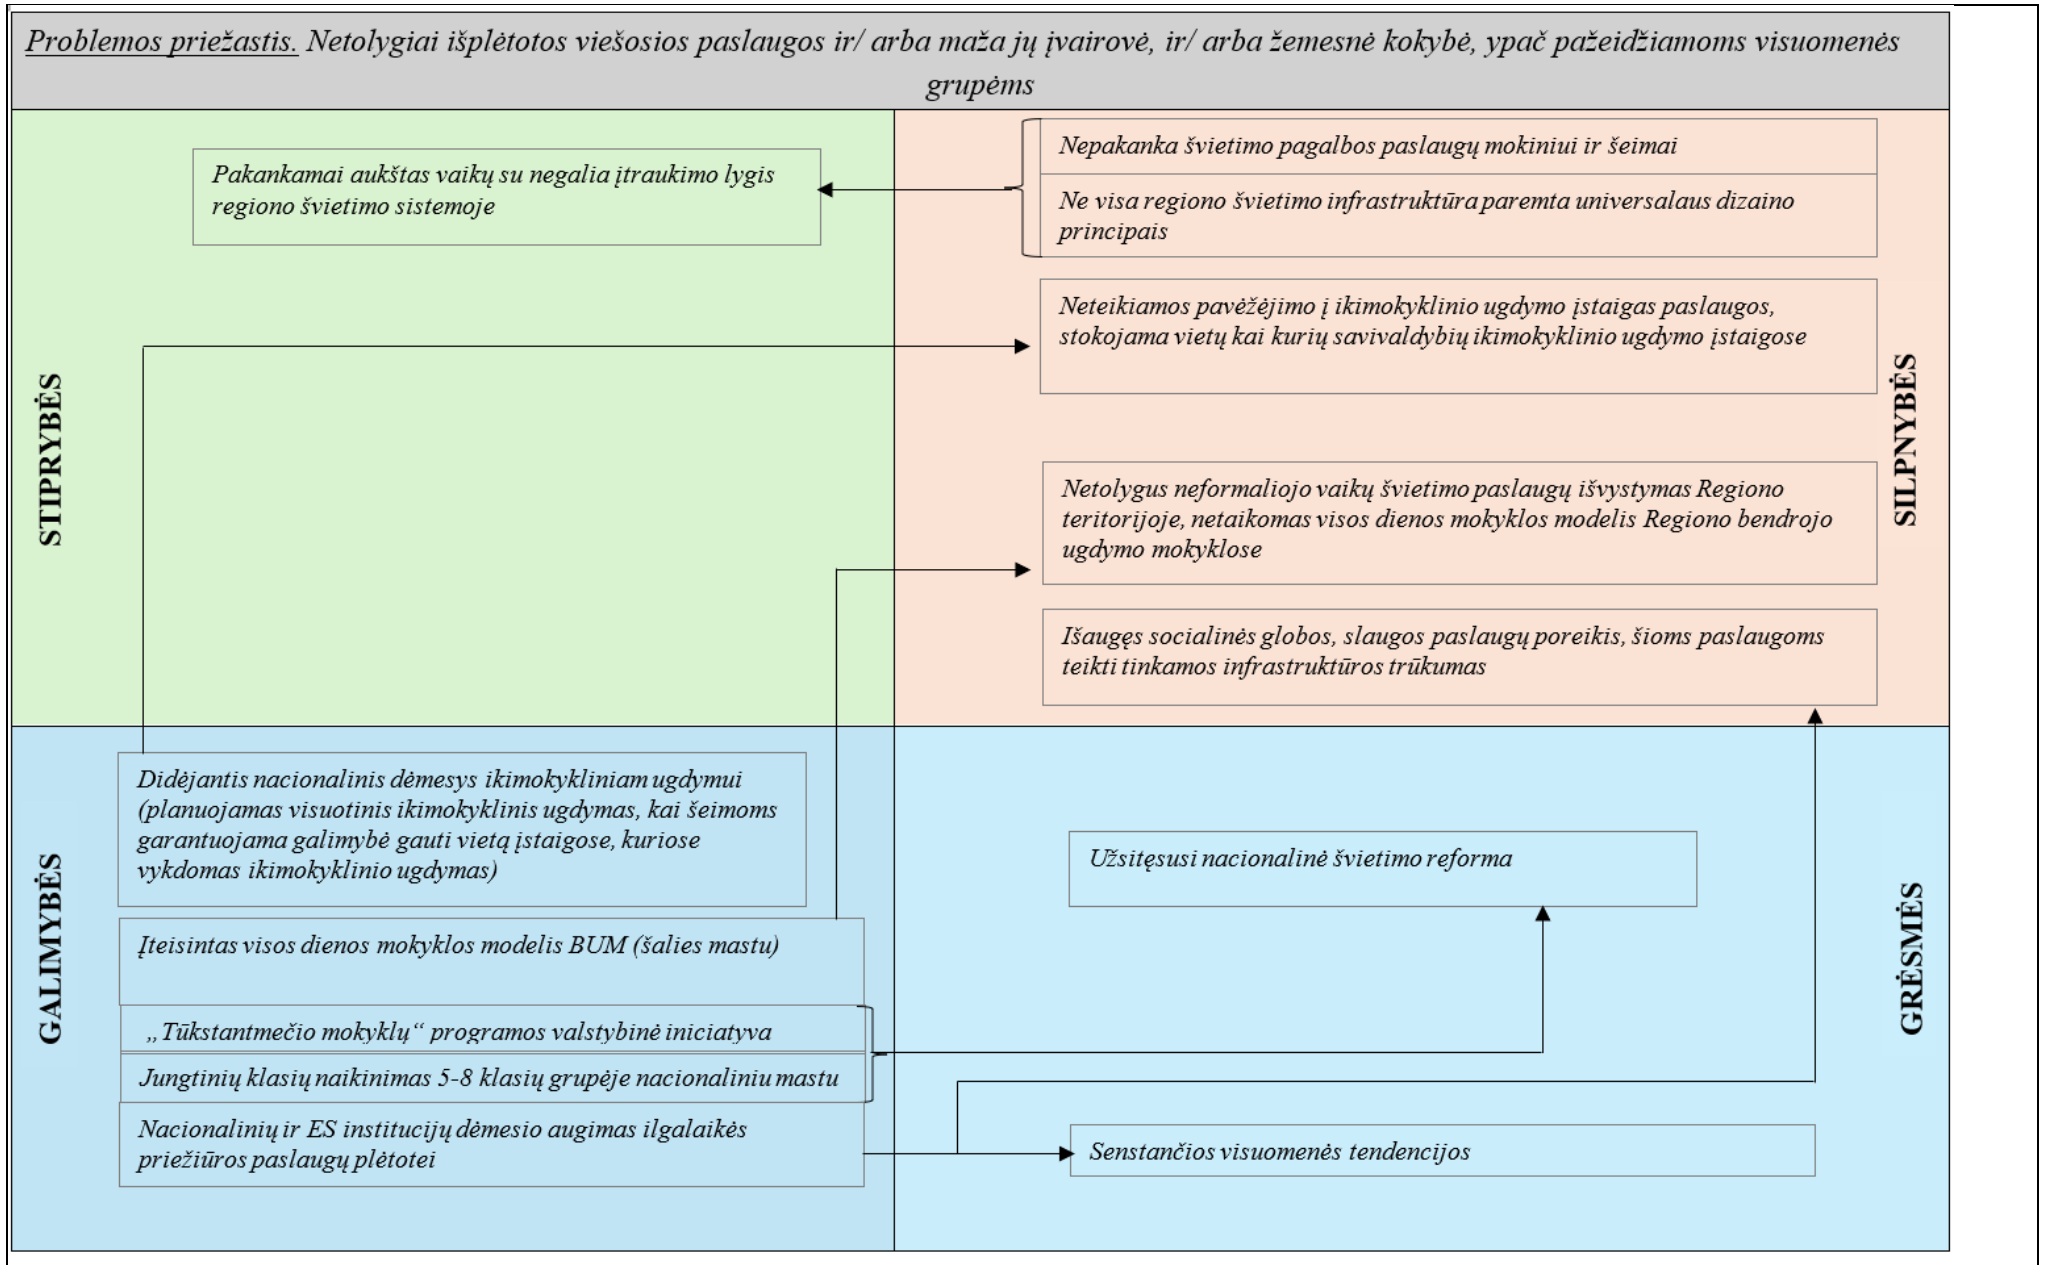 Problemos priežastis. Netolygiai išplėtotos viešosios paslaugos ir/ arba maža jų įvairovė, ir/ arba žemesnė kokybė, ypač pažeidžiamoms visuomenės
grupėms
STIPRYBĖS
Pakankamai aukštas vaikų su negalia įtraukimo lygis
regiono švietimo sistemoje
SILPNYBĖS
Nepakanka švietimo pagalbos paslaugų mokiniui ir šeimai
Ne visa regiono švietimo infrastruktūra paremta universalaus dizaino
principais
Neteikiamos pavėžėjimo į ikimokyklinio ugdymo įstaigas paslaugos,
stokojama vietų kai kurių savivaldybių ikimokyklinio ugdymo įstaigose
Netolygus neformaliojo vaikų švietimo paslaugų išvystymas Regiono
teritorijoje, netaikomas visos dienos mokyklos modelis Regiono bendrojo
ugdymo mokyklose
Išaugęs socialinės globos, slaugos paslaugų poreikis, šioms paslaugoms
teikti tinkamos infrastruktūros trūkumas
GALIMYBĖS
Didėjantis nacionalinis dėmesys ikimokykliniam ugdymui
(planuojamas visuotinis ikimokyklinis ugdymas, kai šeimoms
garantuojama galimybė gauti vietą įstaigose, kuriose
vykdomas ikimokyklinio ugdymas)
Įteisintas visos dienos mokyklos modelis BUM (šalies mastu)
„Tūkstantmečio mokyklų“ programos valstybinė iniciatyva
Jungtinių klasių naikinimas 5-8 klasių grupėje nacionaliniu mastu
Nacionalinių ir ES institucijų dėmesio augimas ilgalaikės
priežiūros paslaugų plėtotei
GRĖSMĖS
Užsitęsusi nacionalinė švietimo reforma
Senstančios visuomenės tendencijos